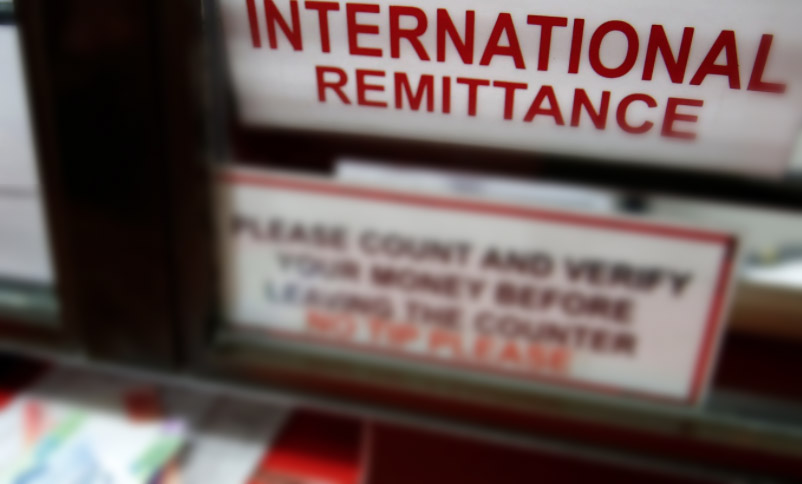 INTERNATIONAL
REMITTANCE
PLEASE COUNT AND VERIFY
YOUR MONEY BEFORE
LEAVING THE COUNTER
NO TIP PLEASE